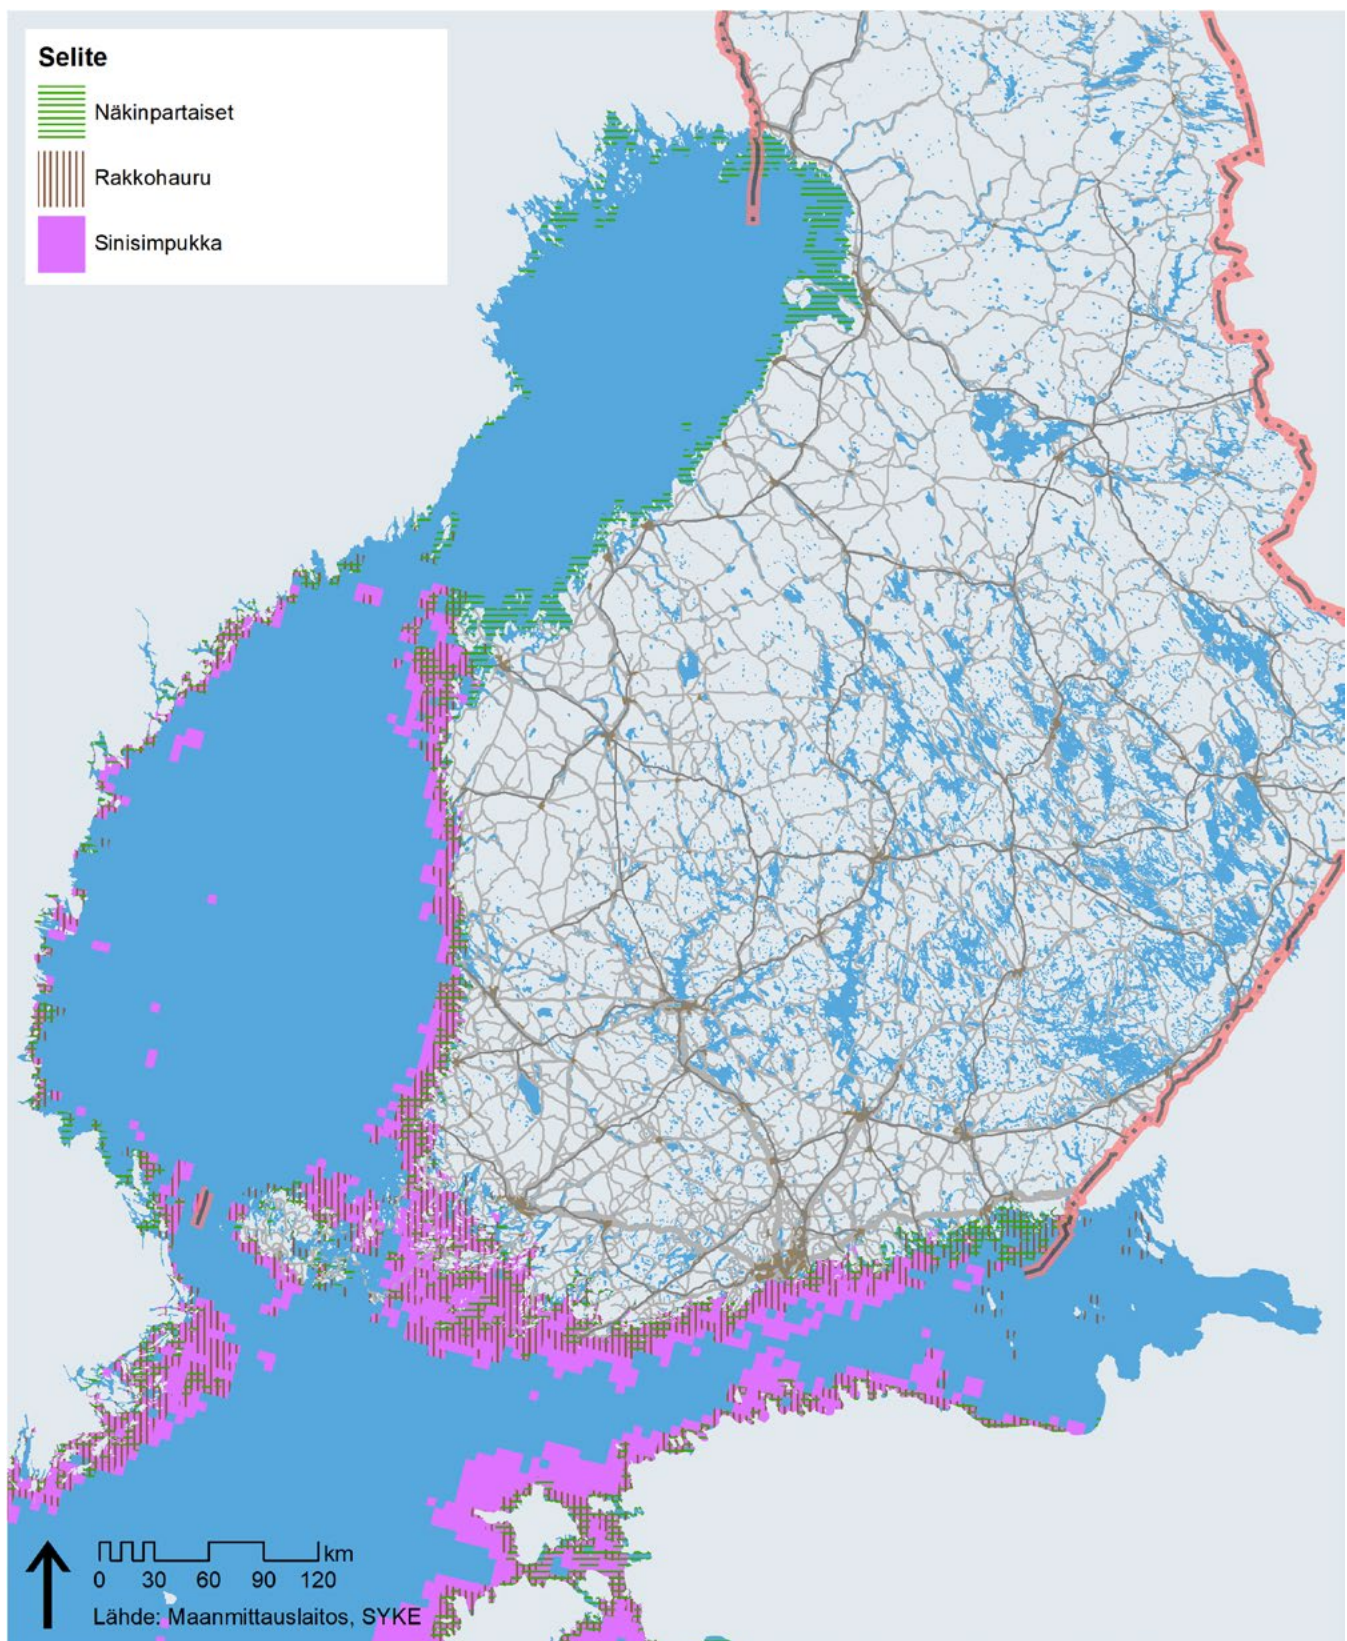 Selite
Näkinpartaiset
Rakkohauru
Sinisimpukka
km
0 30 60 90 120
Lähde: Maanmittauslaitos, SYKE